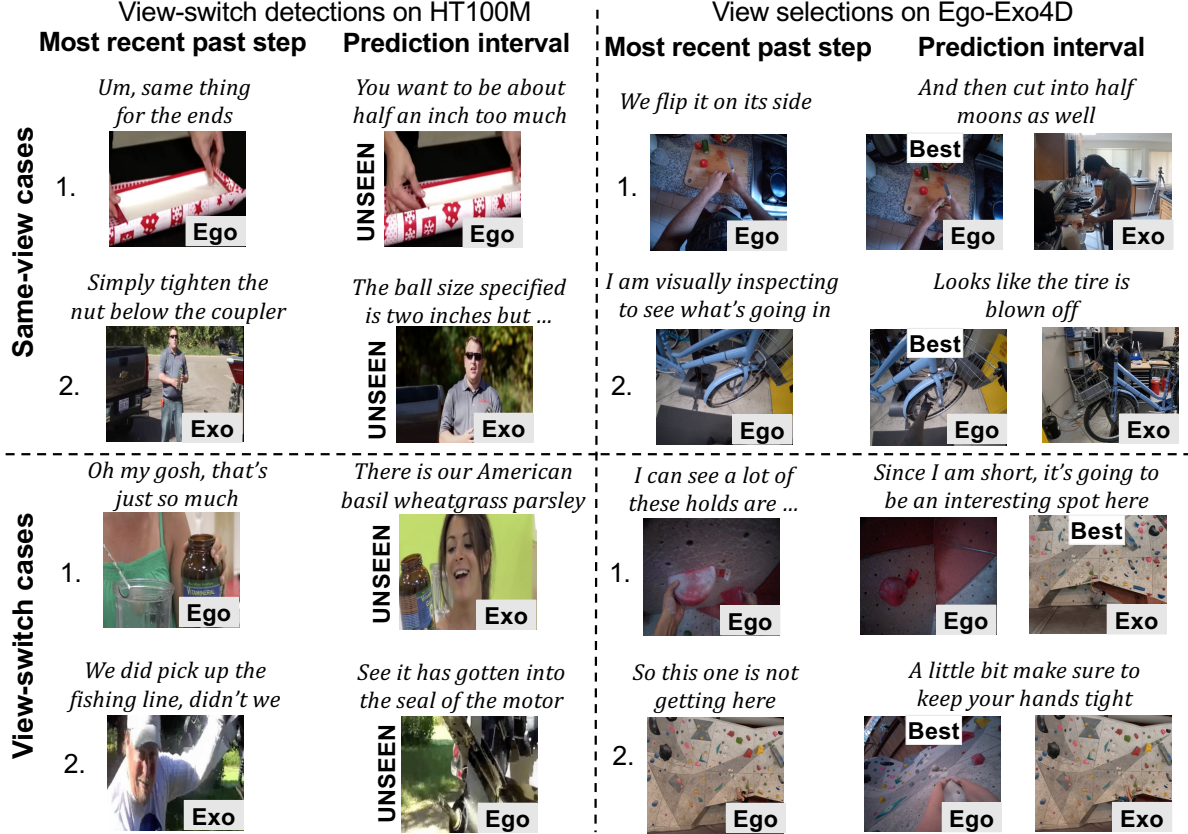 View-switch detections on HT100M
View selections on Ego-Exo4D
Most recent past step
Prediction interval
Most recent past step
Prediction interval
Same-view cases
1.
Um, same thing
for the ends
Ego
You want to be about
half an inch too much
UNSEEN
Ego
1.
We flip it on its side
Ego
And then cut into half
moons as well
Best
Ego
Exo
2.
Simply tighten the
nut below the coupler
Exo
The ball size specified
is two inches but ...
UNSEEN
Exo
2.
I am visually inspecting
to see what's going in
Ego
Looks like the tire is
blown off
Best
Ego
Exo
View-switch cases
1.
Oh my gosh, that's
just so much
Ego
There is our American
basil wheatgrass parsley
UNSEEN
Exo
1.
I can see a lot of
these holds are ...
Ego
Since I am short, it's going to
be an interesting spot here
Ego
Best
Exo
2.
We did pick up the
fishing line, didn't we
Exo
See it has gotten into
the seal of the motor
UNSEEN
Ego
2.
So this one is not
getting here
Ego
A little bit make sure to
keep your hands tight
Best
Ego
Exo